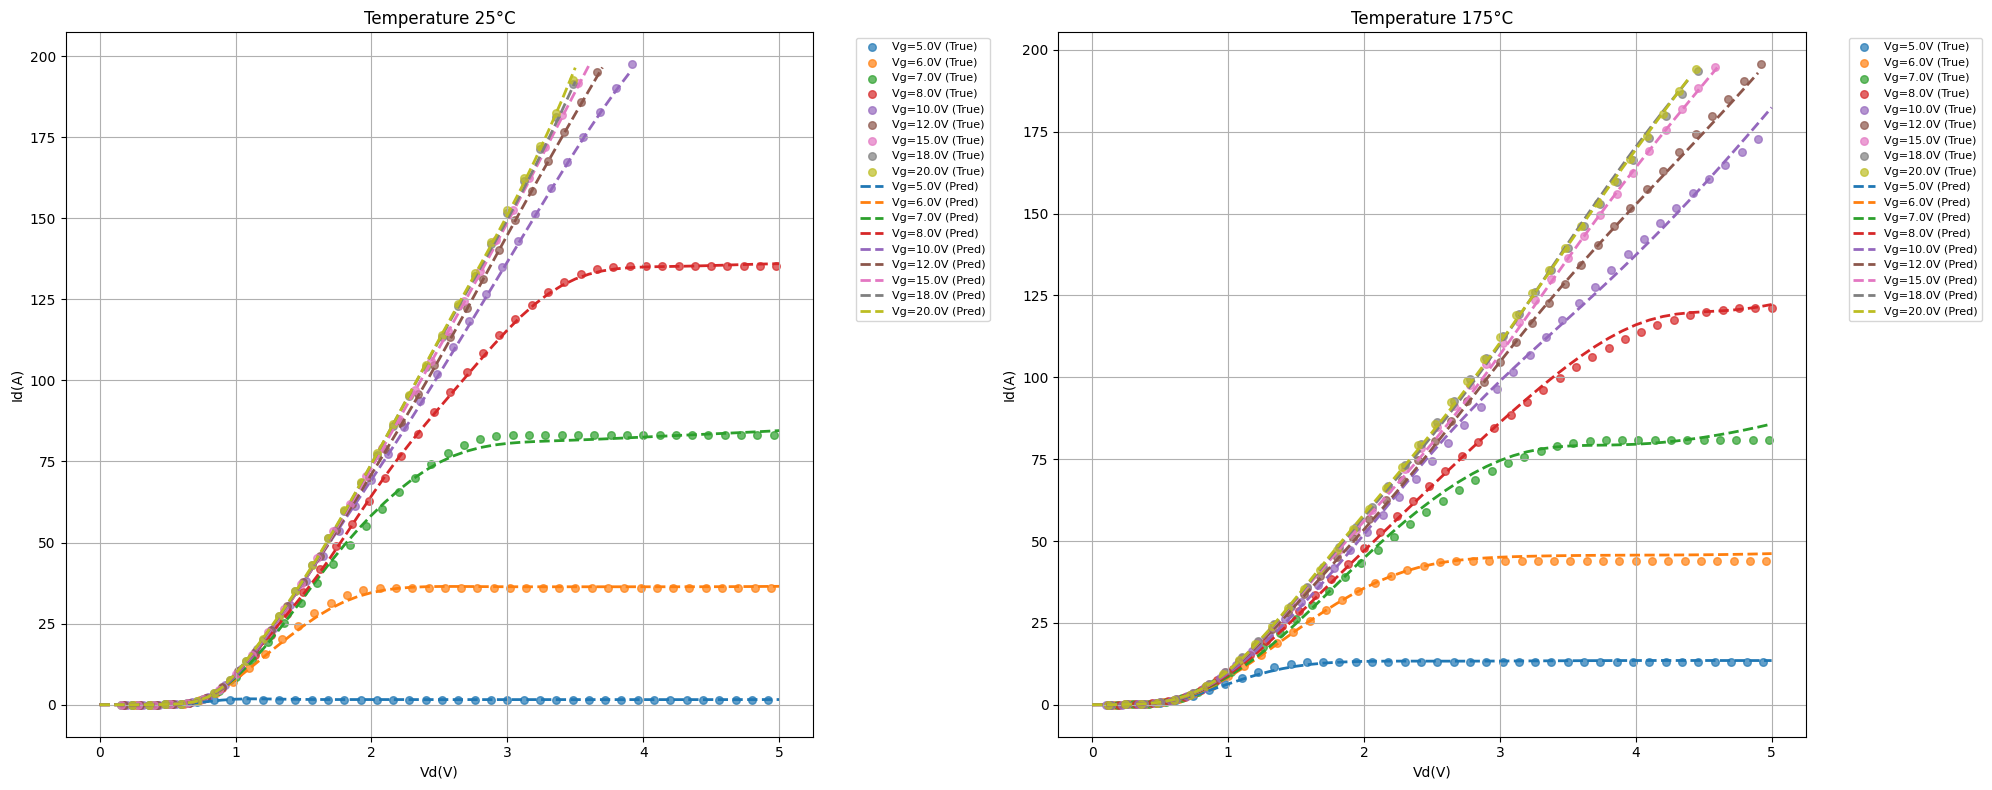 Temperature 25°C
200
175
150
125
100
75
50
25
0
Id(A)
0 1 2 3 4 5
Vd(V)
Vg=5.0V (True)
Vg=6.0V (True)
Vg=7.0V (True)
Vg=8.0V (True)
Vg=10.0V (True)
Vg=12.0V (True)
Vg=15.0V (True)
Vg=18.0V (True)
Vg=20.0V (True)
Vg=5.0V (Pred)
Vg=6.0V (Pred)
Vg=7.0V (Pred)
Vg=8.0V (Pred)
Vg=10.0V (Pred)
Vg=12.0V (Pred)
Vg=15.0V (Pred)
Vg=18.0V (Pred)
Vg=20.0V (Pred)
Temperature 175°C
200
175
150
125
100
75
50
25
0
Id(A)
0 1 2 3 4 5
Vd(V)
Vg=5.0V (True)
Vg=6.0V (True)
Vg=7.0V (True)
Vg=8.0V (True)
Vg=10.0V (True)
Vg=12.0V (True)
Vg=15.0V (True)
Vg=18.0V (True)
Vg=20.0V (True)
Vg=5.0V (Pred)
Vg=6.0V (Pred)
Vg=7.0V (Pred)
Vg=8.0V (Pred)
Vg=10.0V (Pred)
Vg=12.0V (Pred)
Vg=15.0V (Pred)
Vg=18.0V (Pred)
Vg=20.0V (Pred)